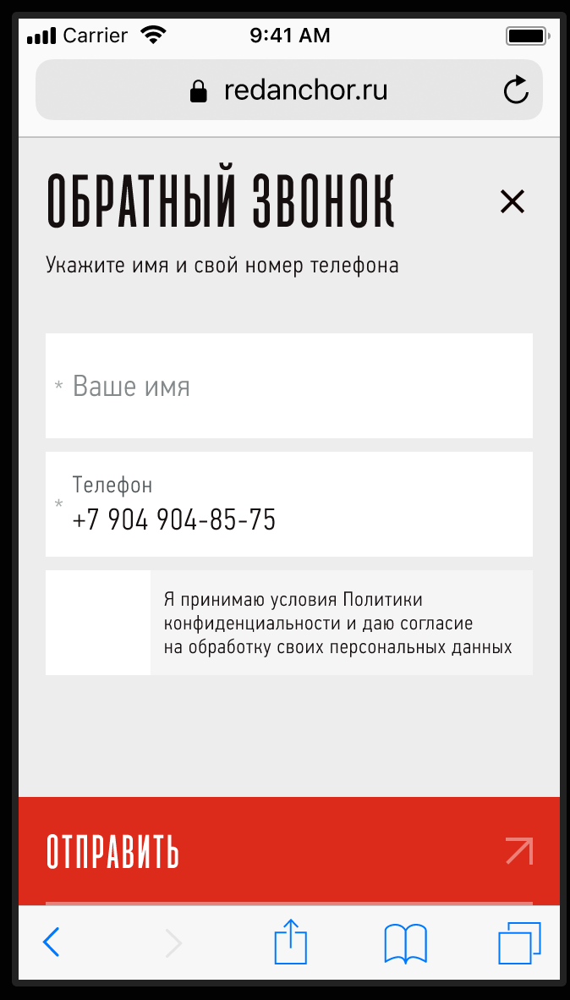 Carrier 9:41 AM
redanchor.ru
ОБРАТНЫЙ ЗВОНОК
Укажите имя и свой номер телефона
* Ваше имя
Телефон
* +7 904 904-85-75
Я принимаю условия Политики
конфиденциальности и даю согласие
на обработку своих персональных данных
ОТПРАВИТЬ